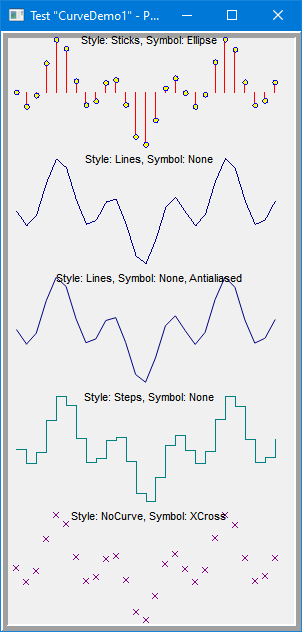 Test "CurveDemo1" - P...
Style: Sticks, Symbol: Ellipse
Style: Lines, Symbol: None
Style: Lines, Symbol: None, Antialiased
Style: Steps, Symbol: None
Style: NoCurve, Symbol: XCross